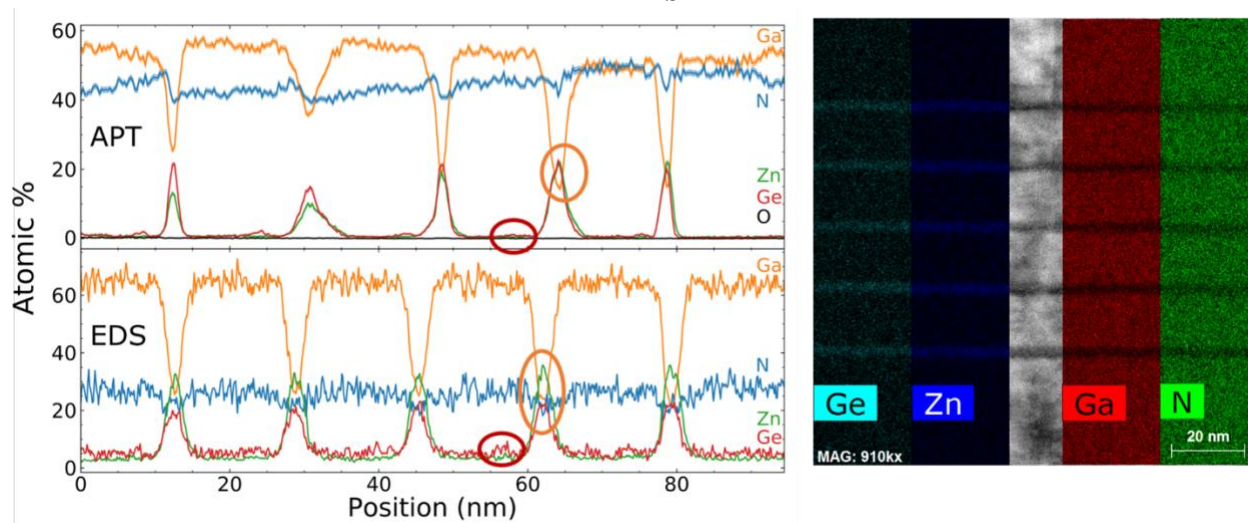 60
40
20
0
Atomic %
APT
Ga
N
Zn
Ge
O
60
40
20
0
EDS
Ga
N
Zn
Ge
0 20 40 60 80
Position (nm)
Ge
Zn
Ga
N
MAG: 910kx
20 nm